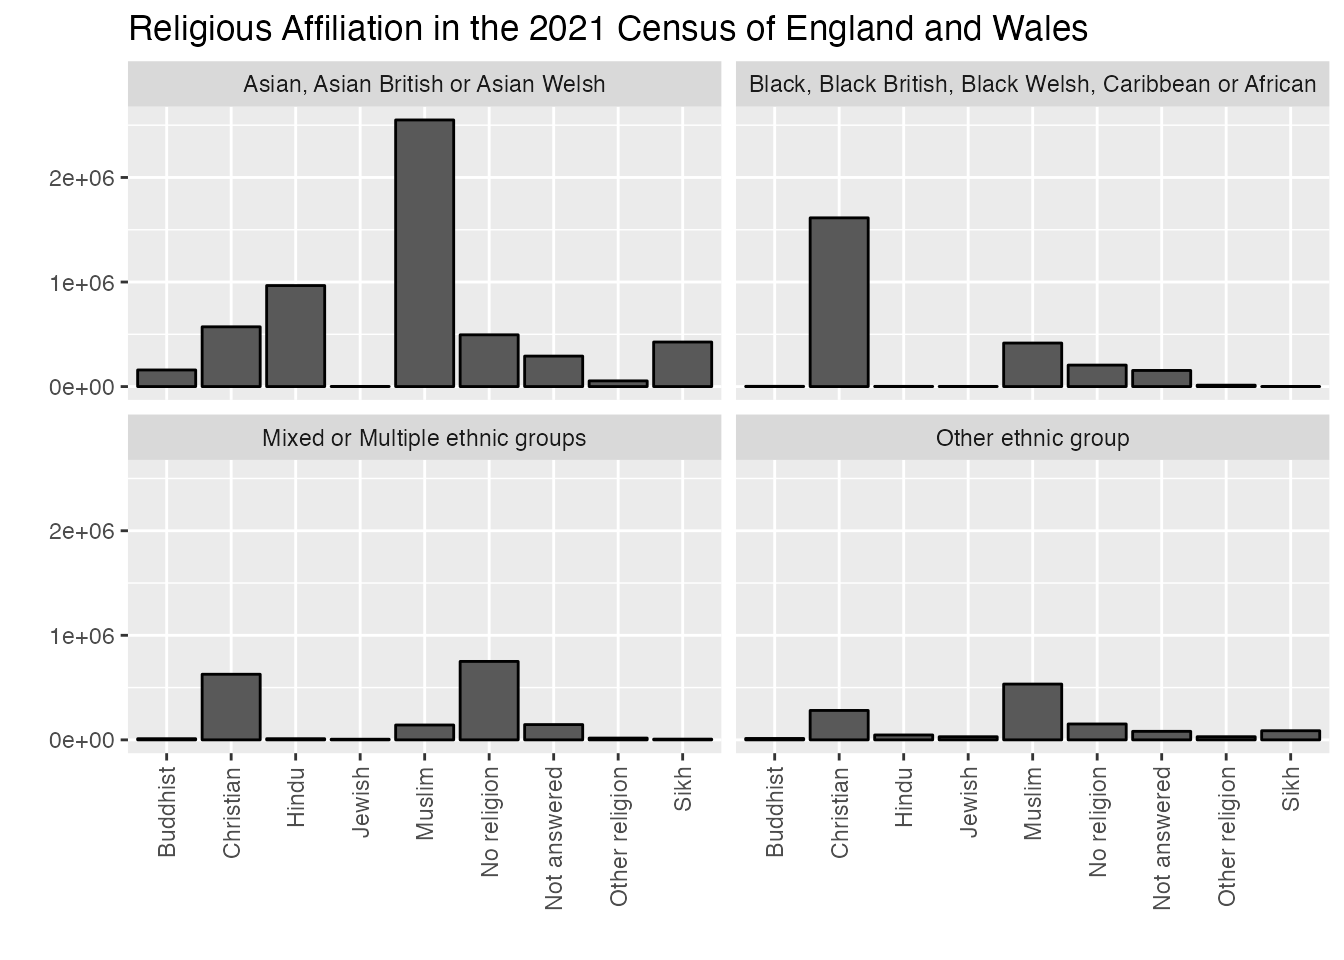 Religious Affiliation in the 2021 Census of England and Wales
Asian, Asian British or Asian Welsh
Black, Black British, Black Welsh, Caribbean or African
2e+06
1e+06
0e+00
Mixed or Multiple ethnic groups
Other ethnic group
2e+06
1e+06
0e+00
Buddhist
Christian
Hindu
Jewish
Muslim
No religion
Not answered
Other religion
Sikh
Buddhist
Christian
Hindu
Jewish
Muslim
No religion
Not answered
Other religion
Sikh